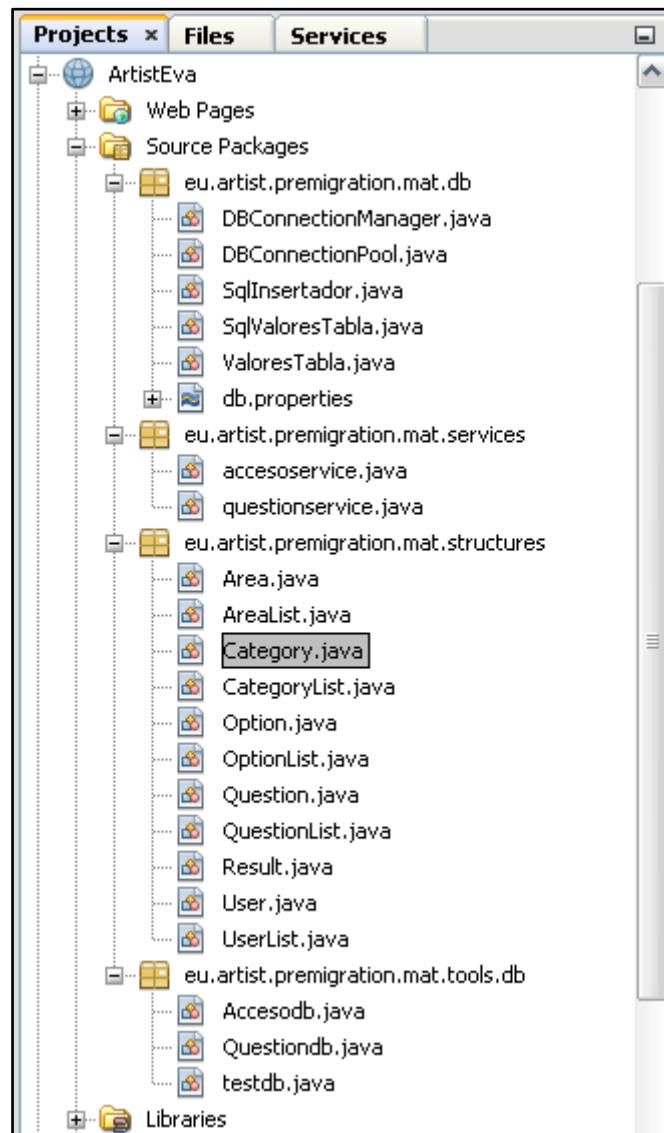 Projects × Files Services
ArtistEva
Web Pages
Source Packages
eu.artist.premigration.mat.db
DBConnectionManager.java
DBConnectionPool.java
SqlInsertador.java
SqlValoresTabla.java
ValoresTabla.java
db.properties
eu.artist.premigration.mat.services
accesoservice.java
questionservice.java
eu.artist.premigration.mat.structures
Area.java
AreaList.java
Category.java
CategoryList.java
Option.java
OptionList.java
Question.java
QuestionList.java
Result.java
User.java
UserList.java
eu.artist.premigration.mat.tools.db
Accesodb.java
Questiondb.java
testdb.java
Libraries